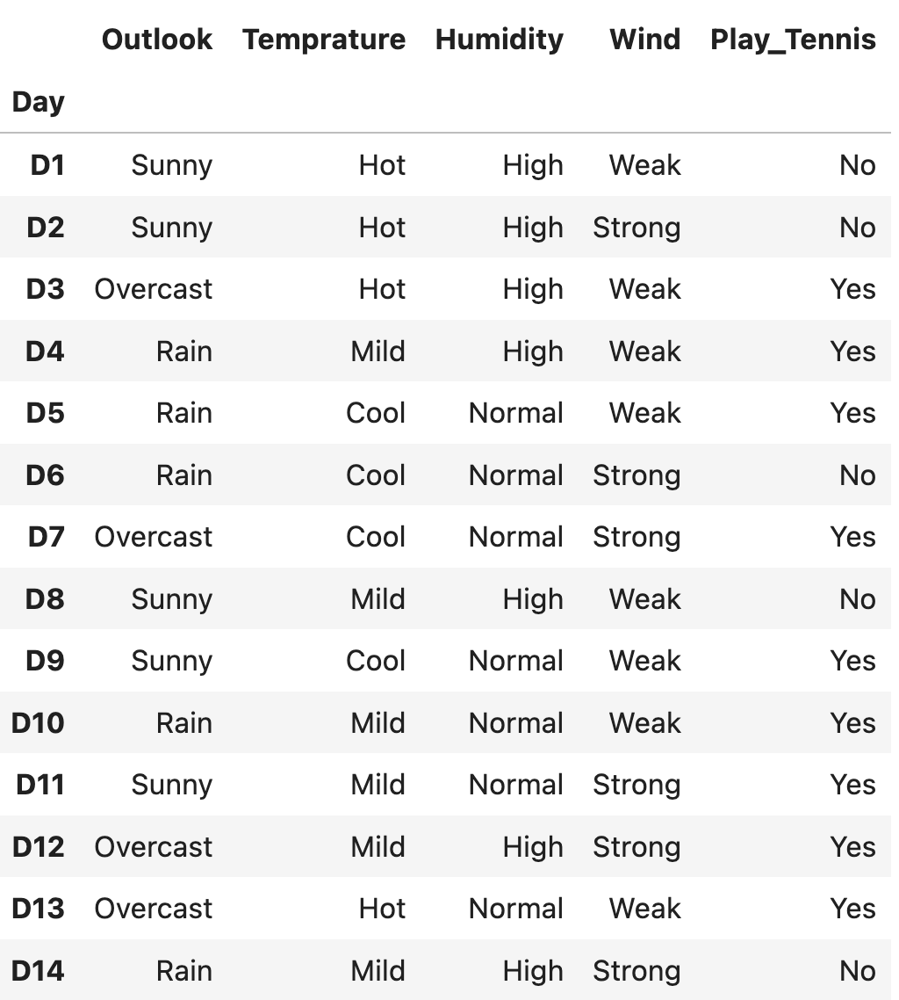 Outlook Temprature Humidity Wind Play_Tennis
Day
D1 Sunny Hot High Weak No
D2 Sunny Hot High Strong No
D3 Overcast Hot High Weak Yes
D4 Rain Mild High Weak Yes
D5 Rain Cool Normal Weak Yes
D6 Rain Cool Normal Strong No
D7 Overcast Cool Normal Strong Yes
D8 Sunny Mild High Weak No
D9 Sunny Cool Normal Weak Yes
D10 Rain Mild Normal Weak Yes
D11 Sunny Mild Normal Strong Yes
D12 Overcast Mild High Strong Yes
D13 Overcast Hot Normal Weak Yes
D14 Rain Mild High Strong No